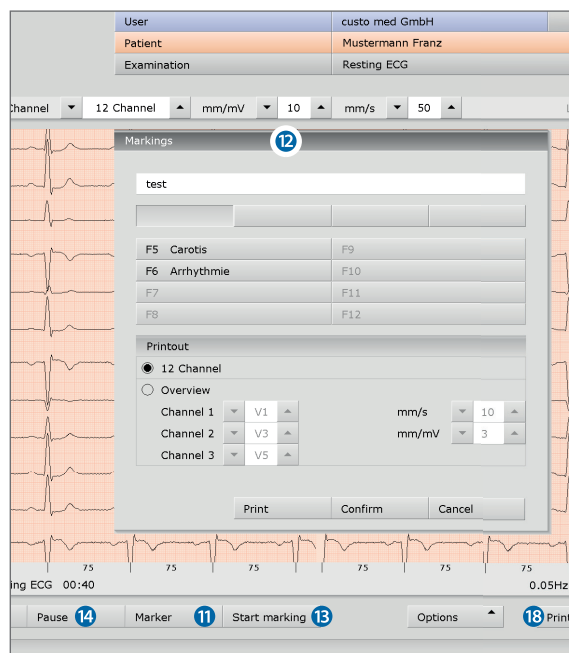 User custo med GmbH
Patient Mustermann Franz
Examination Resting ECG
Channel 12 Channel mm/mV 10 mm/s 50
Markings 12
test
F5 Carotis F9
F6 Arrhythmie F10
F7 F11
F8 F12
Printout
12 Channel
Overview
Channel 1 V1 mm/s 10
Channel 2 V3 mm/mV 3
Channel 3 V5
Print Confirm Cancel
75 75 75 75 75
ing ECG 00:40 0.05Hz
Pause 14 Marker 11 Start marking 13 Options 18 Print